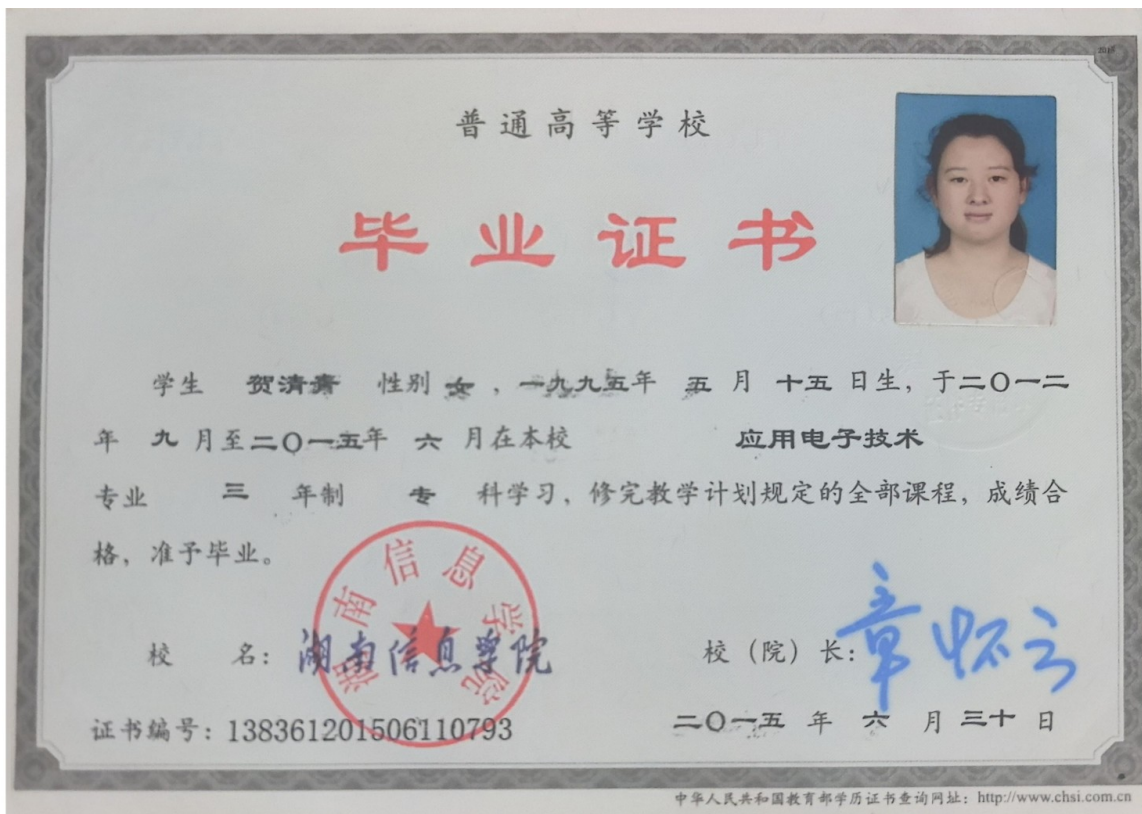 普通高等学校
毕业证书
学生 贺清 性别 女，一九九五年 五 月 十五 日生，于二〇一二
年 九 月至二〇一五年 六 月在本校 应用电子技术
专业 三 年制 专 科学习，修完教学计划规定的全部课程，成绩合
格，准予毕业。
湖南信息学院
校 名：湖南信息学院 校（院）长：章怀云
证书编号：138361201506110793 二〇一五 年 六 月 三十 日
中华人民共和国教育部学历证书查询网址：http://www.chsi.com.cn